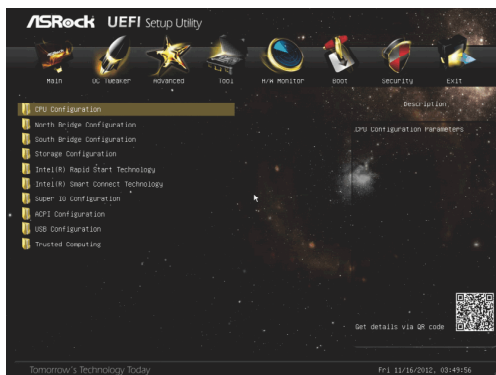 ASRock UEFI Setup Utility
Main OC Tweaker Advanced Tool H/W Monitor Boot Security Exit
CPU Configuration
North Bridge Configuration
South Bridge Configuration
Storage Configuration
Intel(R) Rapid Start Technology
Intel(R) Smart Connect Technology
Super IO Configuration
ACPI Configuration
USB Configuration
Trusted Computing
Description
CPU Configuration Parameters
Get details via QR code
Tomorrow's Technology Today
Fri 11/16/2012, 03:49:56